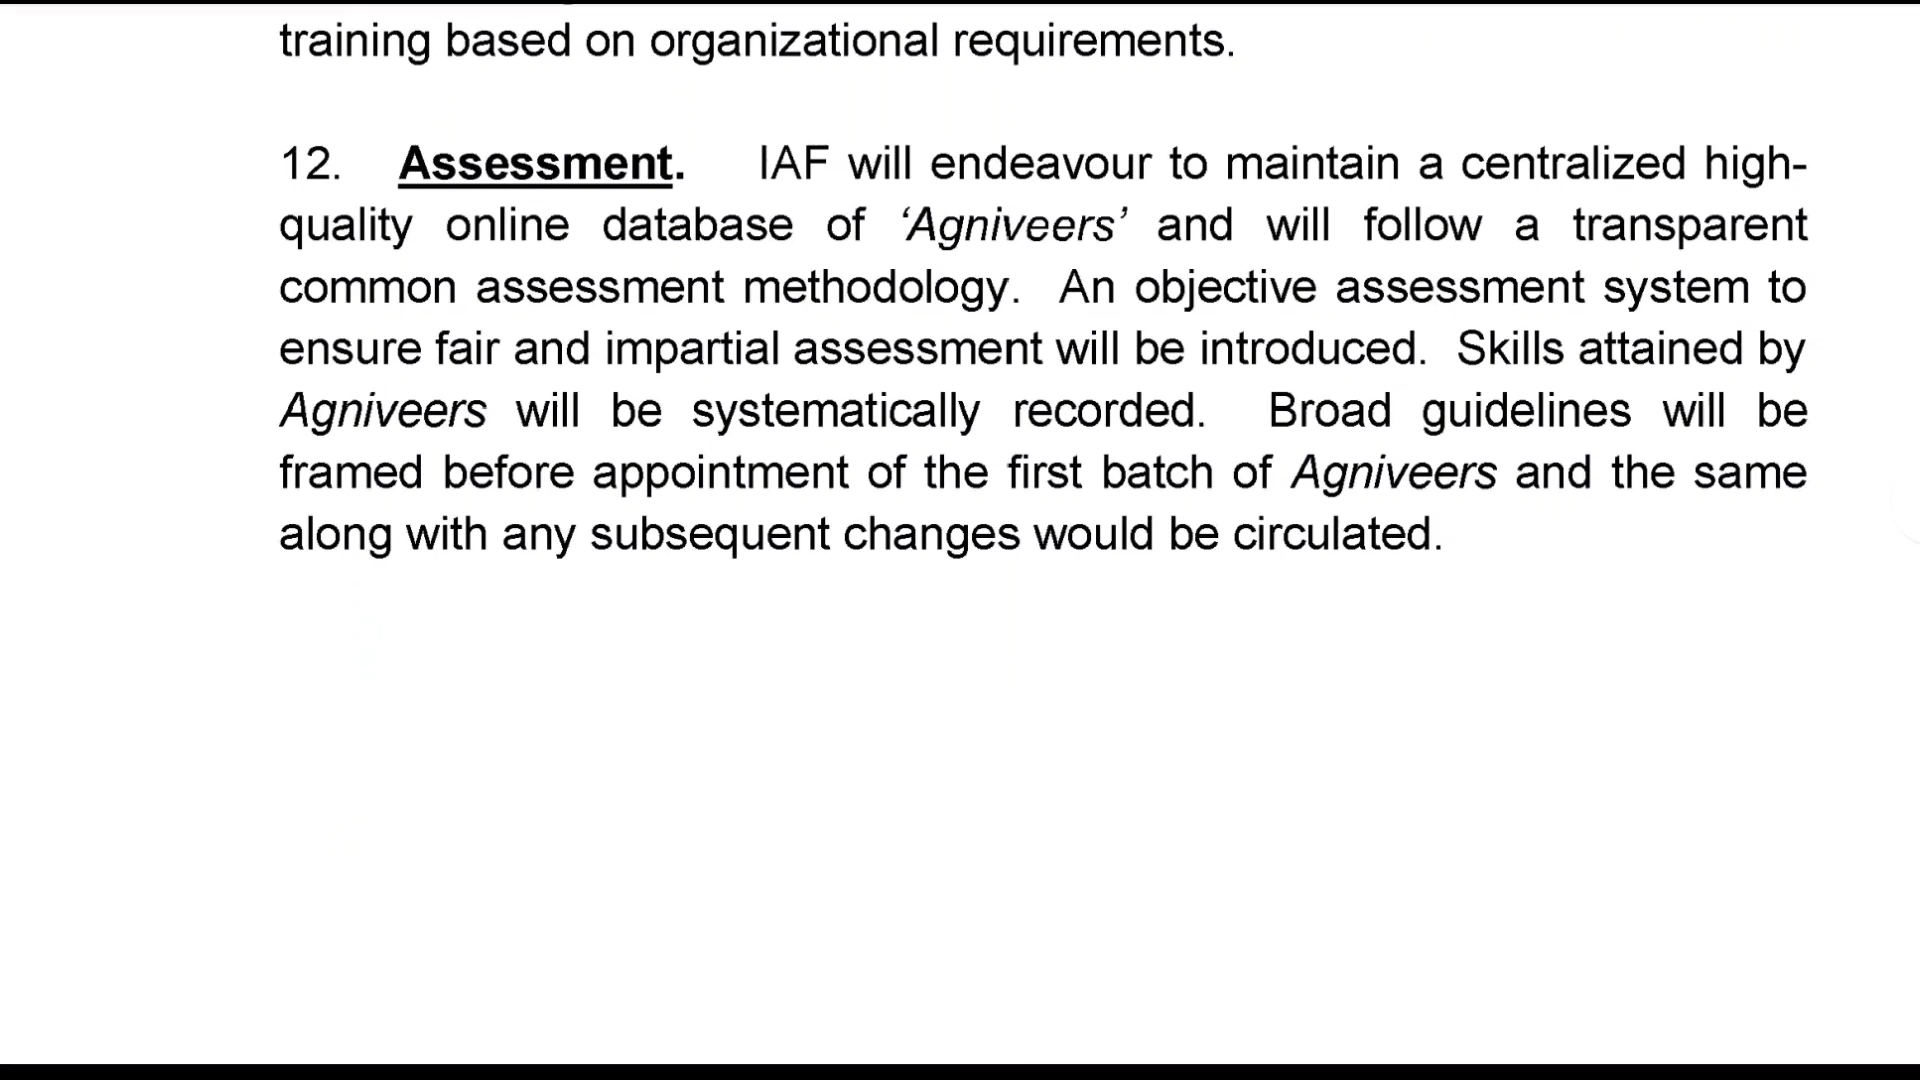 training based on organizational requirements.
12. Assessment. IAF will endeavour to maintain a centralized high-
quality online database of ‘Agniveers’ and will follow a transparent
common assessment methodology. An objective assessment system to
ensure fair and impartial assessment will be introduced. Skills attained by
Agniveers will be systematically recorded. Broad guidelines will be
framed before appointment of the first batch of Agniveers and the same
along with any subsequent changes would be circulated.